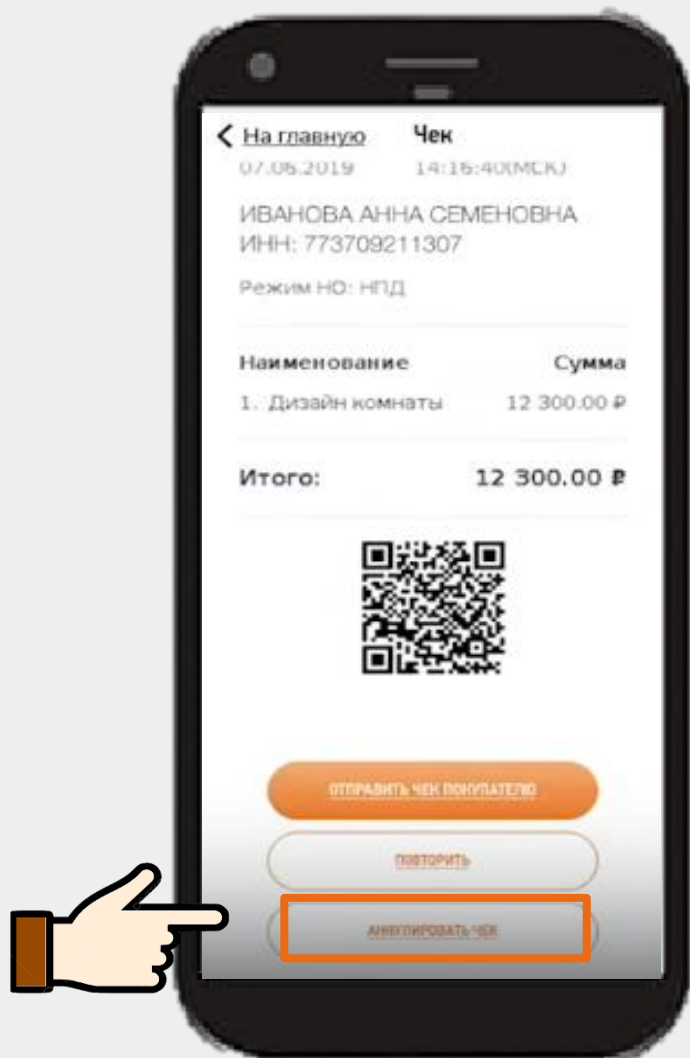 На главную Чек
07.06.2019 14:16:40(МСК)
ИВАНОВА АННА СЕМЕНОВНА
ИНН: 773709211307
Режим НО: НПД
Наименование Сумма
1. Дизайн комнаты 12 300.00 ₽
Итого: 12 300.00 ₽
ОТПРАВИТЬ ЧЕК ПОКУПАТЕЛЮ
ПОВТОРИТЬ
АННУЛИРОВАТЬ ЧЕК